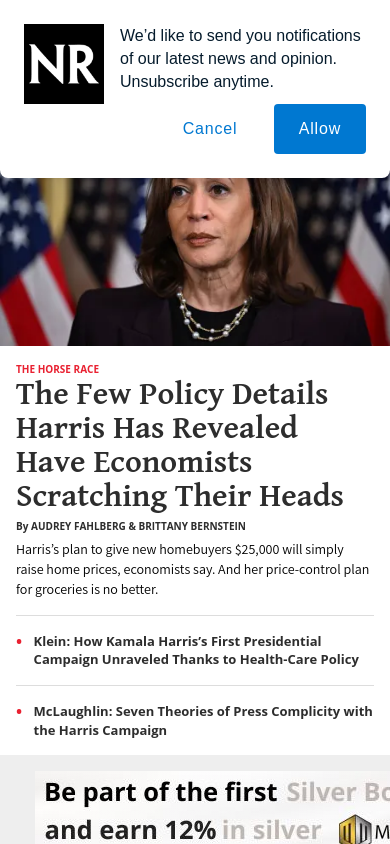 NR
We’d like to send you notifications
of our latest news and opinion.
Unsubscribe anytime.
Cancel
Allow
THE HORSE RACE
The Few Policy Details
Harris Has Revealed
Have Economists
Scratching Their Heads
By AUDREY FAHLBERG & BRITTANY BERNSTEIN
Harris’s plan to give new homebuyers $25,000 will simply
raise home prices, economists say. And her price-control plan
for groceries is no better.
• Klein: How Kamala Harris’s First Presidential
Campaign Unraveled Thanks to Health-Care Policy
• McLaughlin: Seven Theories of Press Complicity with
the Harris Campaign
Be part of the first Silver Bo
and earn 12% in silver M